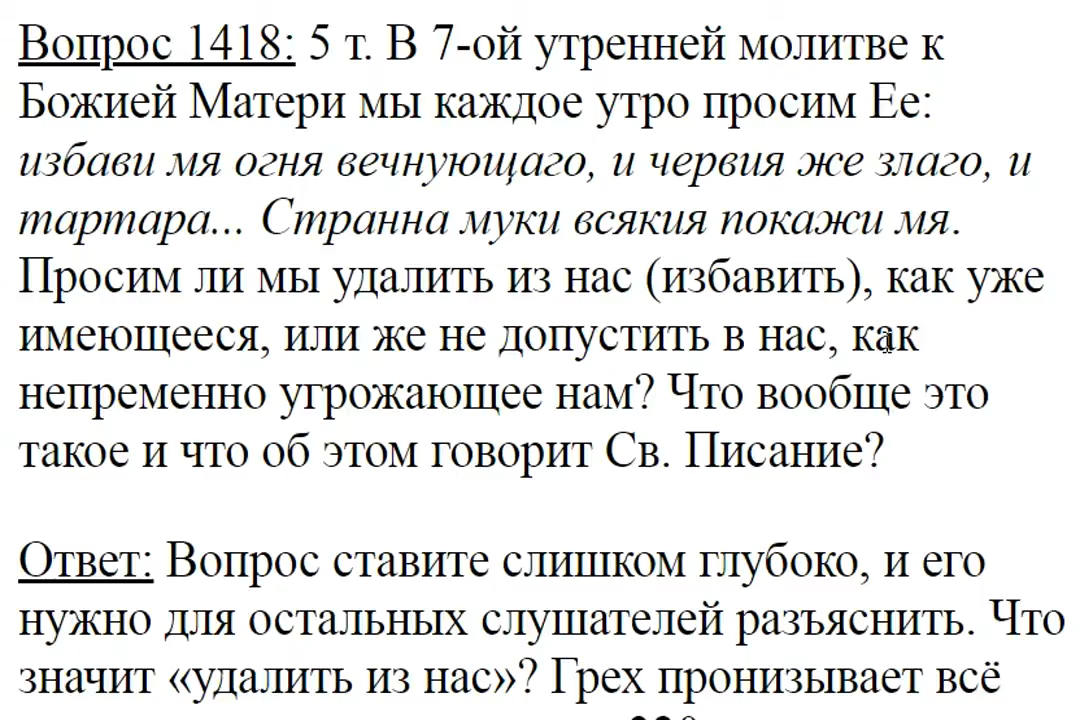 Вопрос 1418: 5 т. В 7-ой утренней молитве к
Божией Матери мы каждое утро просим Ее:
избави мя огня вечнующаго, и червия же злаго, и
тартара... Странна муки всякия покажи мя.
Просим ли мы удалить из нас (избавить), как уже
имеющееся, или же не допустить в нас, как
непременно угрожающее нам? Что вообще это
такое и что об этом говорит Св. Писание?
Ответ: Вопрос ставите слишком глубоко, и его
нужно для остальных слушателей разъяснить. Что
значит «удалить из нас»? Грех пронизывает всё